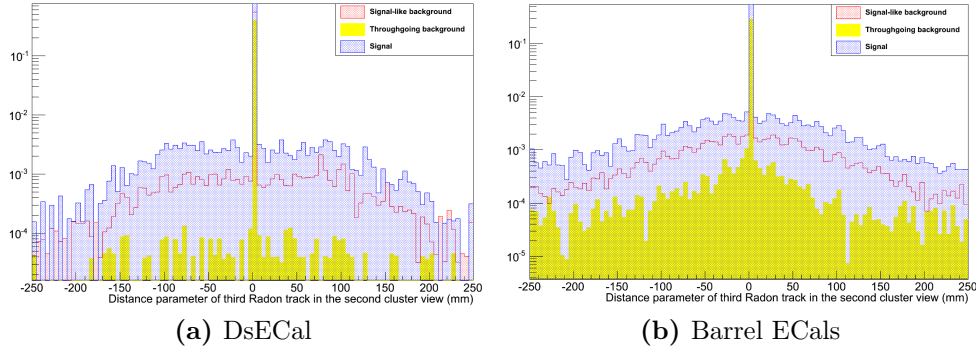 Signal-like background
Throughgoing background
Signal
10⁻¹
10⁻²
10⁻³
10⁻⁴
-250 -200 -150 -100 -50 0 50 100 150 200 250
Distance parameter of third Radon track in the second cluster view (mm)
(a) DsECal
Signal-like background
Throughgoing background
Signal
10⁻¹
10⁻²
10⁻³
10⁻⁴
10⁻⁵
-250 -200 -150 -100 -50 0 50 100 150 200 250
Distance parameter of third Radon track in the second cluster view (mm)
(b) Barrel ECals